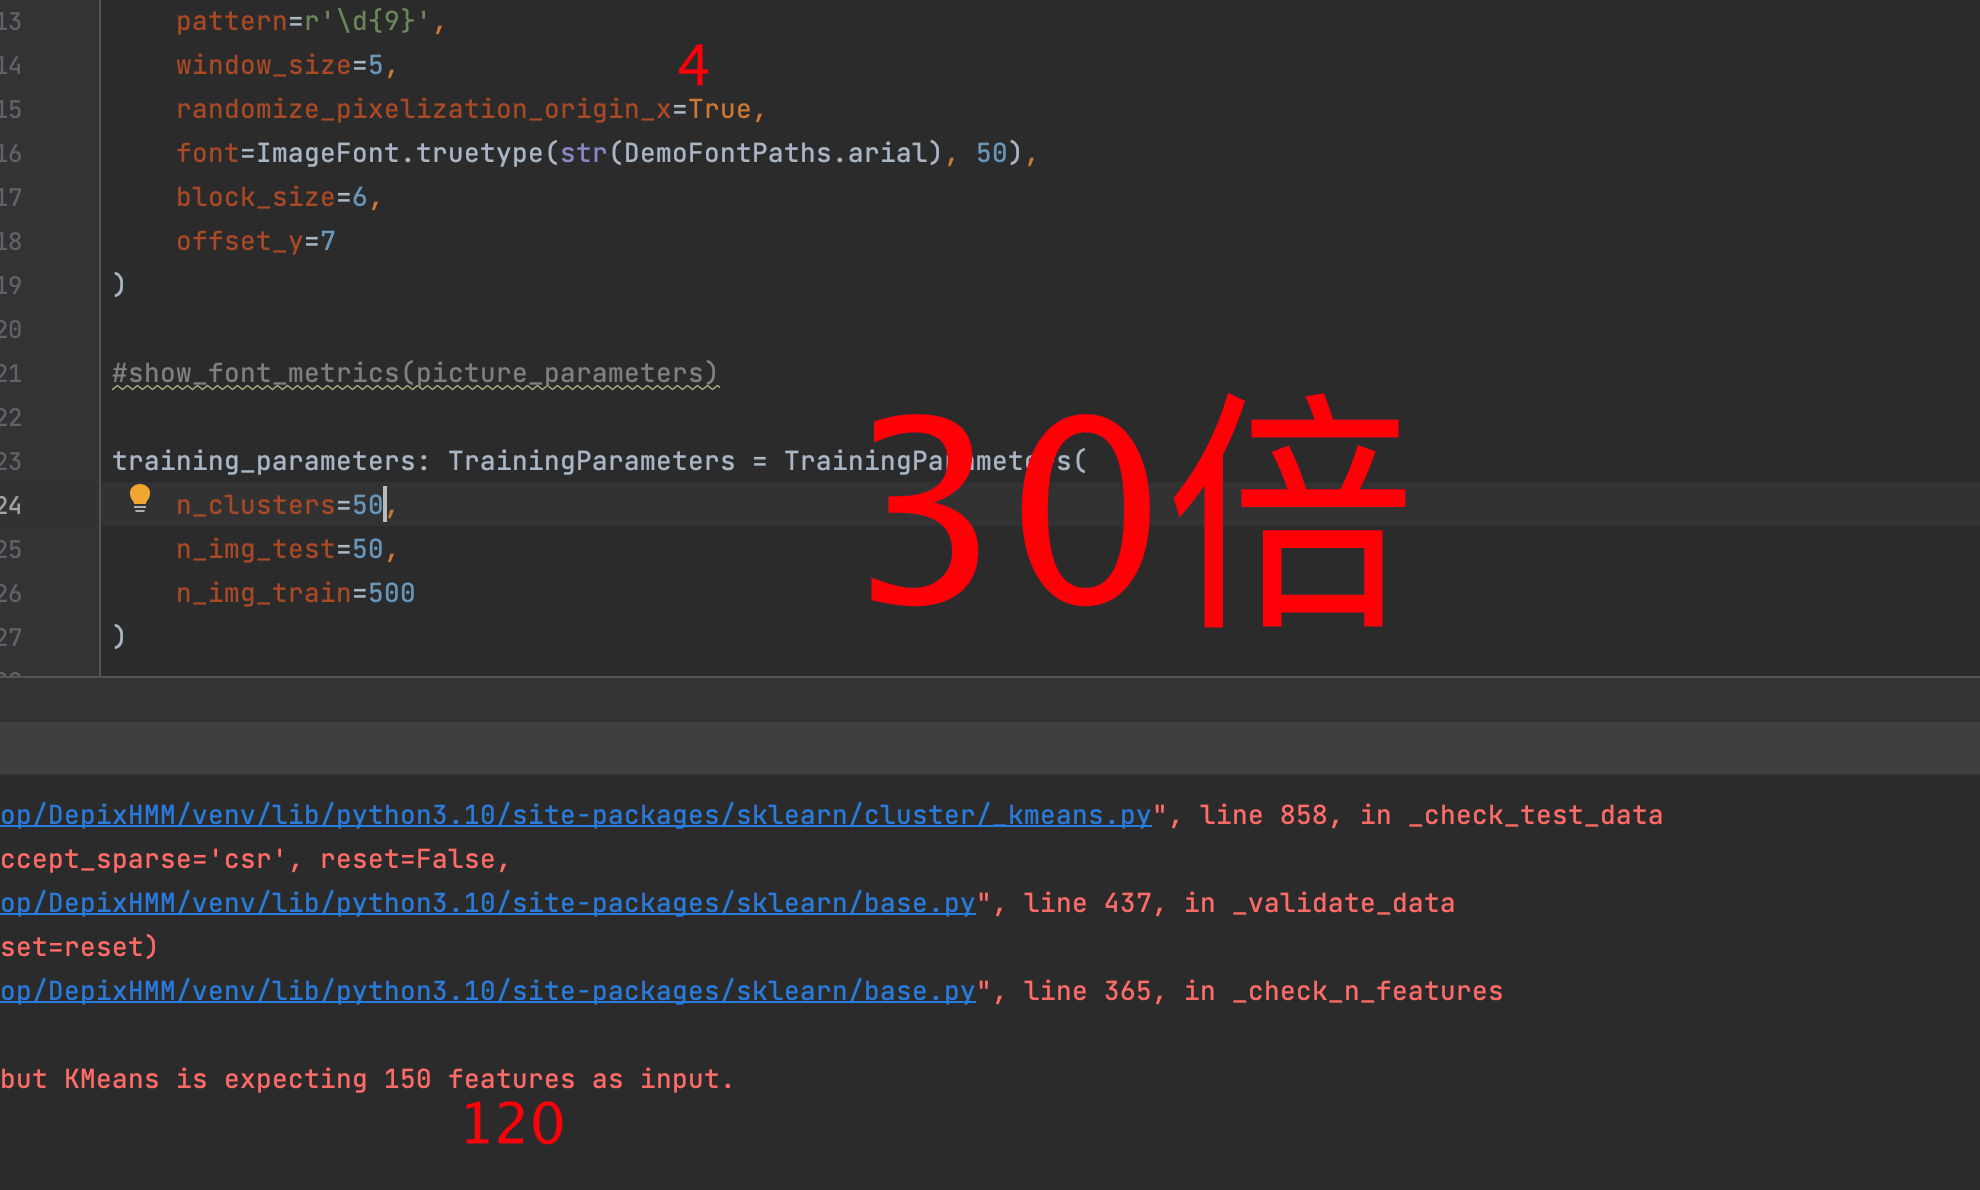 13 pattern=r'\d{9}',
14 window_size=5,
4
15 randomize_pixelization_origin_x=True,
16 font=ImageFont.truetype(str(DemoFontPaths.arial), 50),
17 block_size=6,
18 offset_y=7
19 )
20
21 #show_font_metrics(picture_parameters)
22
23 training_parameters: TrainingParameters = TrainingParameters(
24 n_clusters=50,
30倍
25 n_img_test=50,
26 n_img_train=500
27 )
op/DepixHMM/venv/lib/python3.10/site-packages/sklearn/cluster/_kmeans.py", line 858, in _check_test_data
ccept_sparse='csr', reset=False,
op/DepixHMM/venv/lib/python3.10/site-packages/sklearn/base.py", line 437, in _validate_data
set=reset)
op/DepixHMM/venv/lib/python3.10/site-packages/sklearn/base.py", line 365, in _check_n_features
but KMeans is expecting 150 features as input.
120